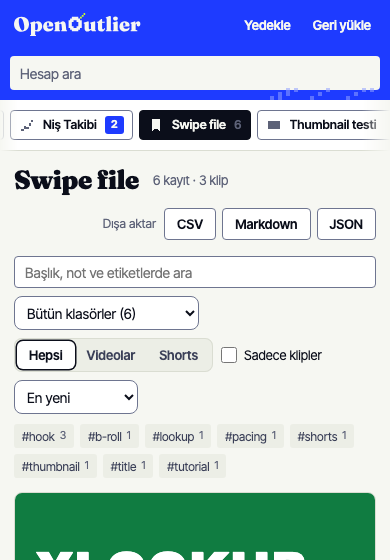 OpenOutlier Yedekle Geri yükle
Hesap ara
Niş Takibi 2 Swipe file 6 Thumbnail testi
Swipe file 6 kayıt · 3 klip
Dışa aktar CSV Markdown JSON
Başlık, not ve etiketlerde ara
Bütün klasörler (6)
Hepsi Videolar Shorts Sadece klipler
En yeni
#hook 3 #b-roll 1 #lookup 1 #pacing 1 #shorts 1
#thumbnail 1 #title 1 #tutorial 1
XLOOKUP